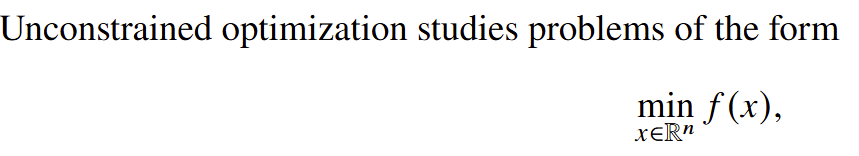 Unconstrained optimization studies problems of the form
min f(x),
x∈ℝⁿ